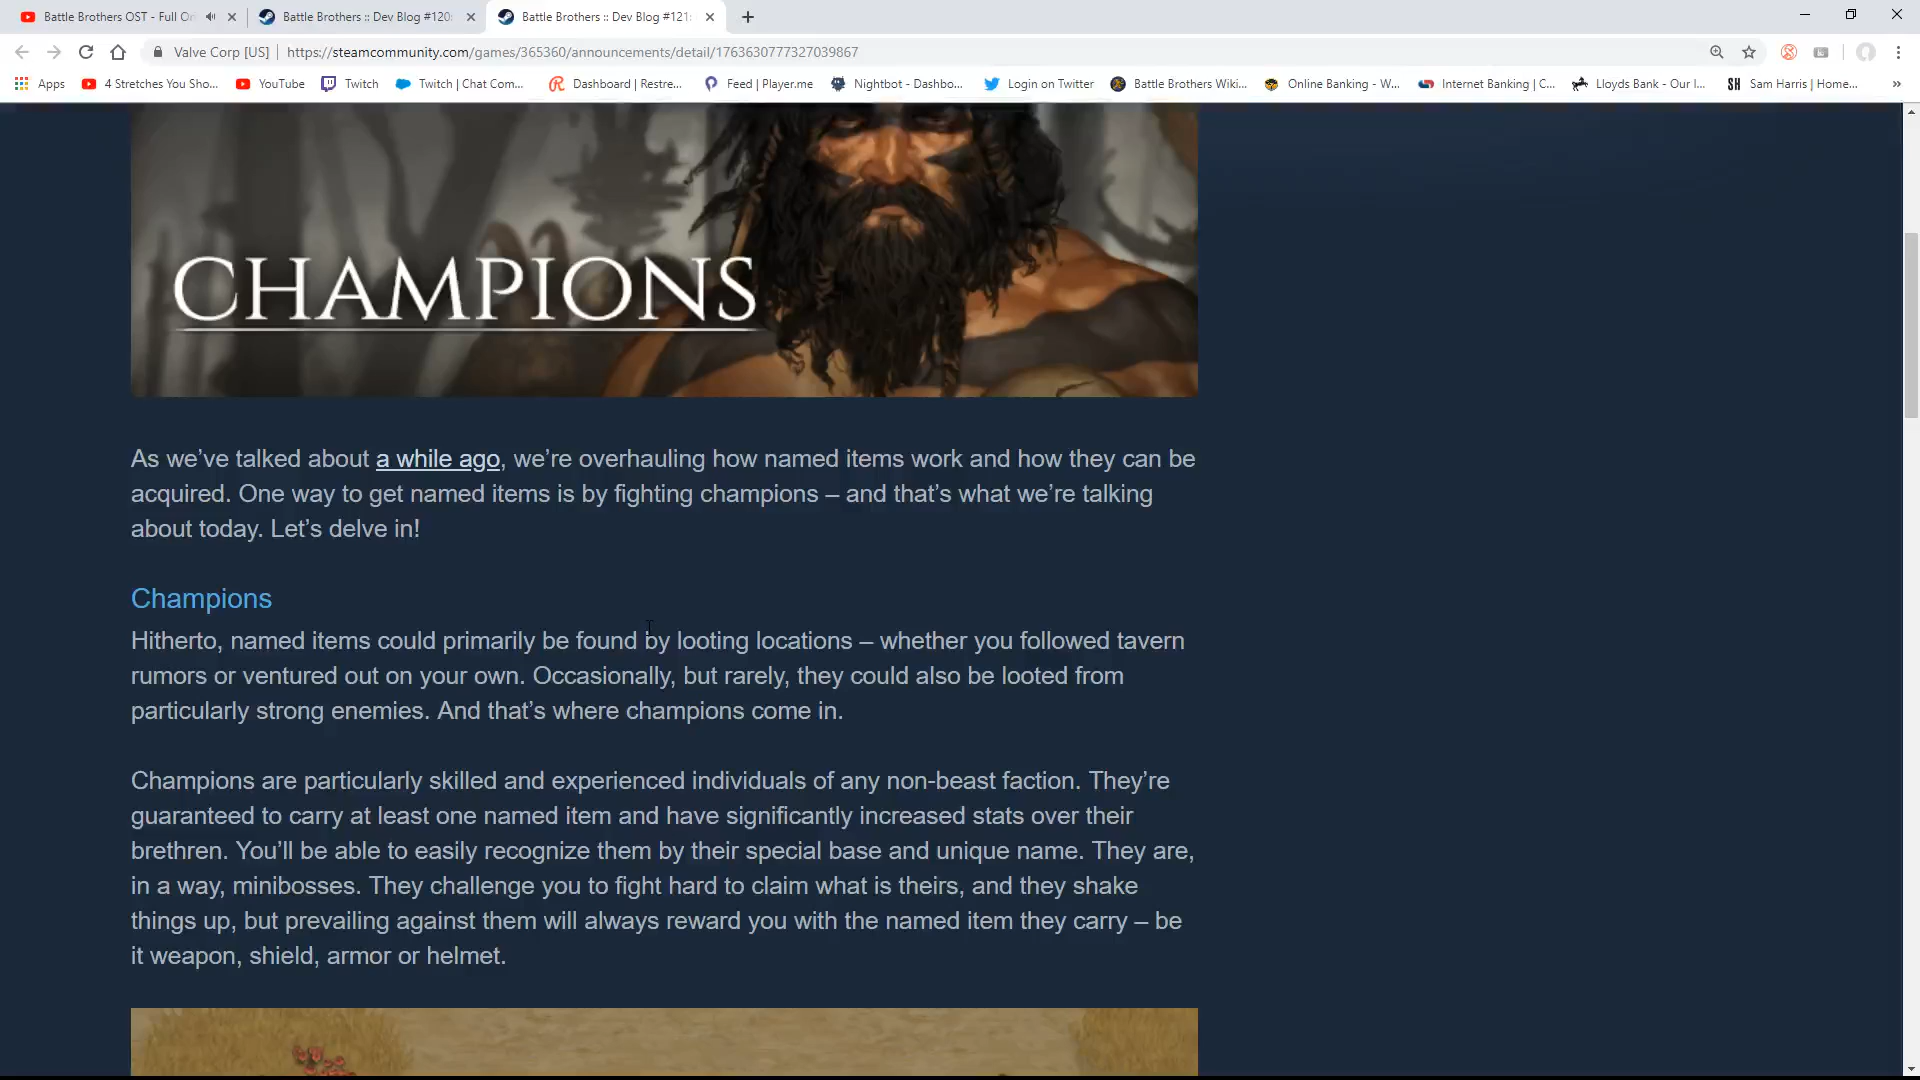 Battle Brothers OST - Full Or
Battle Brothers :: Dev Blog #120:
Battle Brothers :: Dev Blog #121:
Valve Corp [US]
https://steamcommunity.com/games/365360/announcements/detail/1763630777327039867
Apps
4 Stretches You Sho...
YouTube
Twitch
Twitch | Chat Com...
Dashboard | Restre...
Feed | Player.me
Nightbot - Dashbo...
Login on Twitter
Battle Brothers Wiki...
Online Banking - W...
Internet Banking | C...
Lloyds Bank - Our I...
SH
Sam Harris | Home...
CHAMPIONS
As we’ve talked about a while ago, we’re overhauling how named items work and how they can be
acquired. One way to get named items is by fighting champions – and that’s what we’re talking
about today. Let’s delve in!
Champions
Hitherto, named items could primarily be found by looting locations – whether you followed tavern
rumors or ventured out on your own. Occasionally, but rarely, they could also be looted from
particularly strong enemies. And that’s where champions come in.
Champions are particularly skilled and experienced individuals of any non-beast faction. They’re
guaranteed to carry at least one named item and have significantly increased stats over their
brethren. You’ll be able to easily recognize them by their special base and unique name. They are,
in a way, minibosses. They challenge you to fight hard to claim what is theirs, and they shake
things up, but prevailing against them will always reward you with the named item they carry – be
it weapon, shield, armor or helmet.